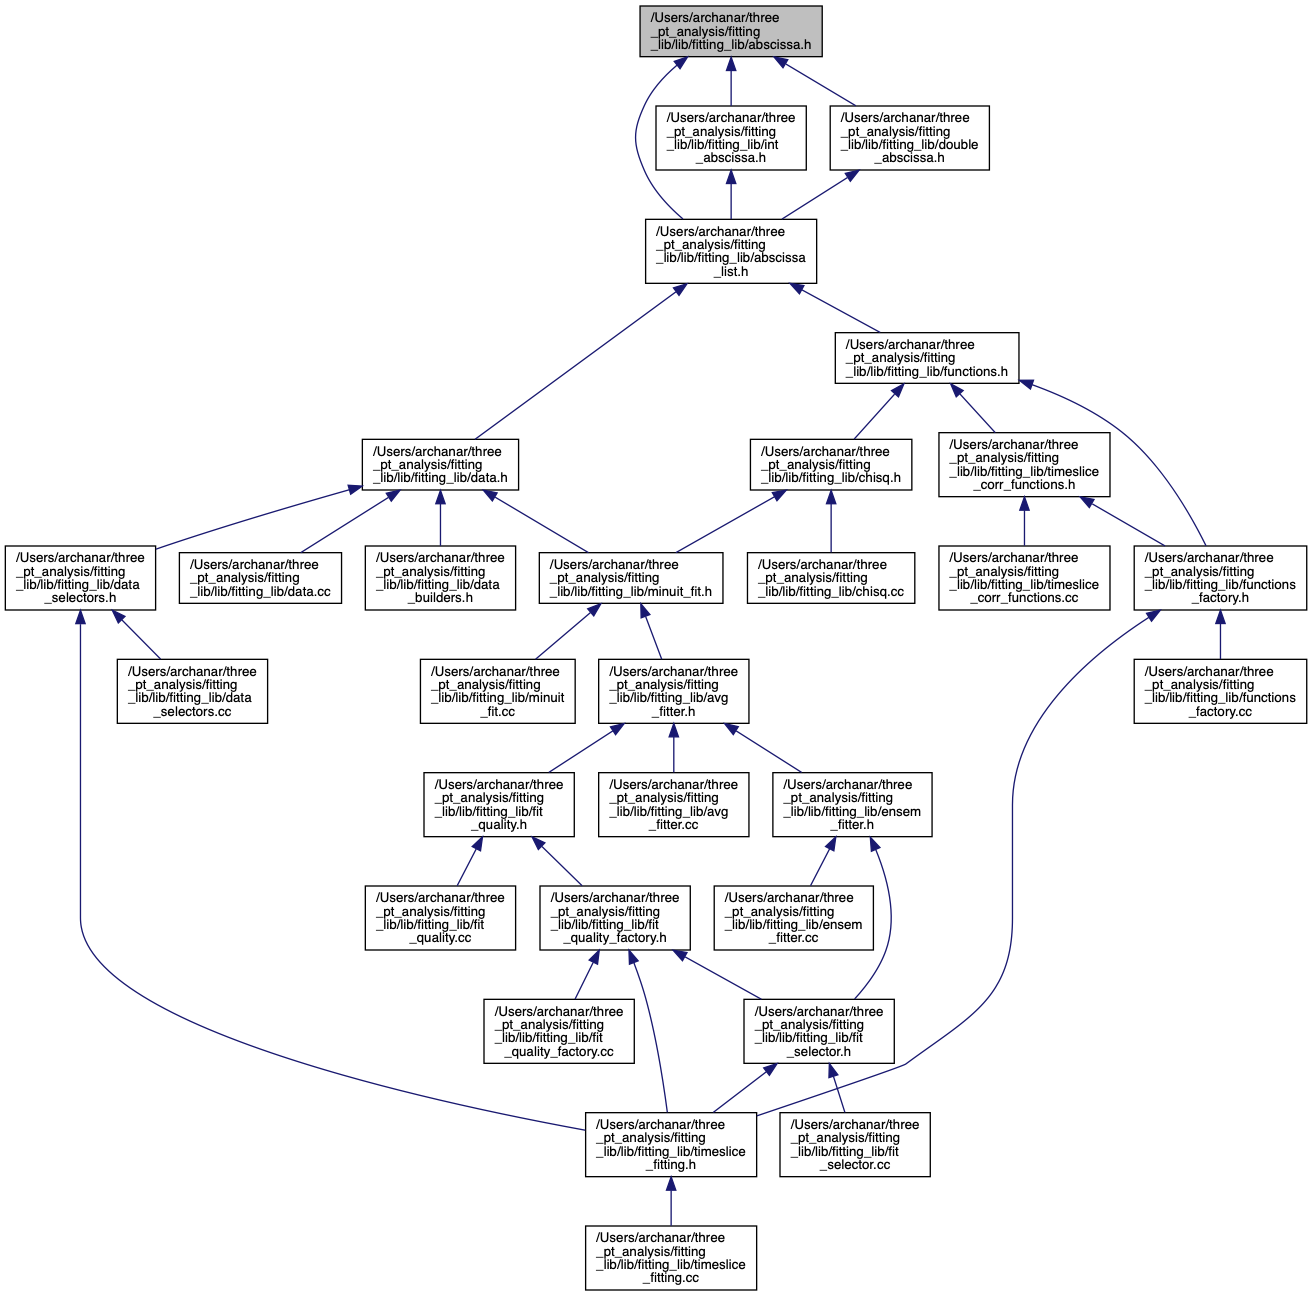 /Users/archanar/three
_pt_analysis/fitting
_lib/lib/fitting_lib/abscissa.h
/Users/archanar/three
_pt_analysis/fitting
_lib/lib/fitting_lib/int
_abscissa.h
/Users/archanar/three
_pt_analysis/fitting
_lib/lib/fitting_lib/double
_abscissa.h
/Users/archanar/three
_pt_analysis/fitting
_lib/lib/fitting_lib/abscissa
_list.h
/Users/archanar/three
_pt_analysis/fitting
_lib/lib/fitting_lib/functions.h
/Users/archanar/three
_pt_analysis/fitting
_lib/lib/fitting_lib/data.h
/Users/archanar/three
_pt_analysis/fitting
_lib/lib/fitting_lib/chisq.h
/Users/archanar/three
_pt_analysis/fitting
_lib/lib/fitting_lib/timeslice
_corr_functions.h
/Users/archanar/three
_pt_analysis/fitting
_lib/lib/fitting_lib/data
_selectors.h
/Users/archanar/three
_pt_analysis/fitting
_lib/lib/fitting_lib/data.cc
/Users/archanar/three
_pt_analysis/fitting
_lib/lib/fitting_lib/data
_builders.h
/Users/archanar/three
_pt_analysis/fitting
_lib/lib/fitting_lib/minuit_fit.h
/Users/archanar/three
_pt_analysis/fitting
_lib/lib/fitting_lib/chisq.cc
/Users/archanar/three
_pt_analysis/fitting
_lib/lib/fitting_lib/timeslice
_corr_functions.cc
/Users/archanar/three
_pt_analysis/fitting
_lib/lib/fitting_lib/functions
_factory.h
/Users/archanar/three
_pt_analysis/fitting
_lib/lib/fitting_lib/data
_selectors.cc
/Users/archanar/three
_pt_analysis/fitting
_lib/lib/fitting_lib/minuit
_fit.cc
/Users/archanar/three
_pt_analysis/fitting
_lib/lib/fitting_lib/avg
_fitter.h
/Users/archanar/three
_pt_analysis/fitting
_lib/lib/fitting_lib/functions
_factory.cc
/Users/archanar/three
_pt_analysis/fitting
_lib/lib/fitting_lib/fit
_quality.h
/Users/archanar/three
_pt_analysis/fitting
_lib/lib/fitting_lib/avg
_fitter.cc
/Users/archanar/three
_pt_analysis/fitting
_lib/lib/fitting_lib/ensem
_fitter.h
/Users/archanar/three
_pt_analysis/fitting
_lib/lib/fitting_lib/fit
_quality.cc
/Users/archanar/three
_pt_analysis/fitting
_lib/lib/fitting_lib/fit
_quality_factory.h
/Users/archanar/three
_pt_analysis/fitting
_lib/lib/fitting_lib/ensem
_fitter.cc
/Users/archanar/three
_pt_analysis/fitting
_lib/lib/fitting_lib/fit
_quality_factory.cc
/Users/archanar/three
_pt_analysis/fitting
_lib/lib/fitting_lib/fit
_selector.h
/Users/archanar/three
_pt_analysis/fitting
_lib/lib/fitting_lib/timeslice
_fitting.h
/Users/archanar/three
_pt_analysis/fitting
_lib/lib/fitting_lib/fit
_selector.cc
/Users/archanar/three
_pt_analysis/fitting
_lib/lib/fitting_lib/timeslice
_fitting.cc